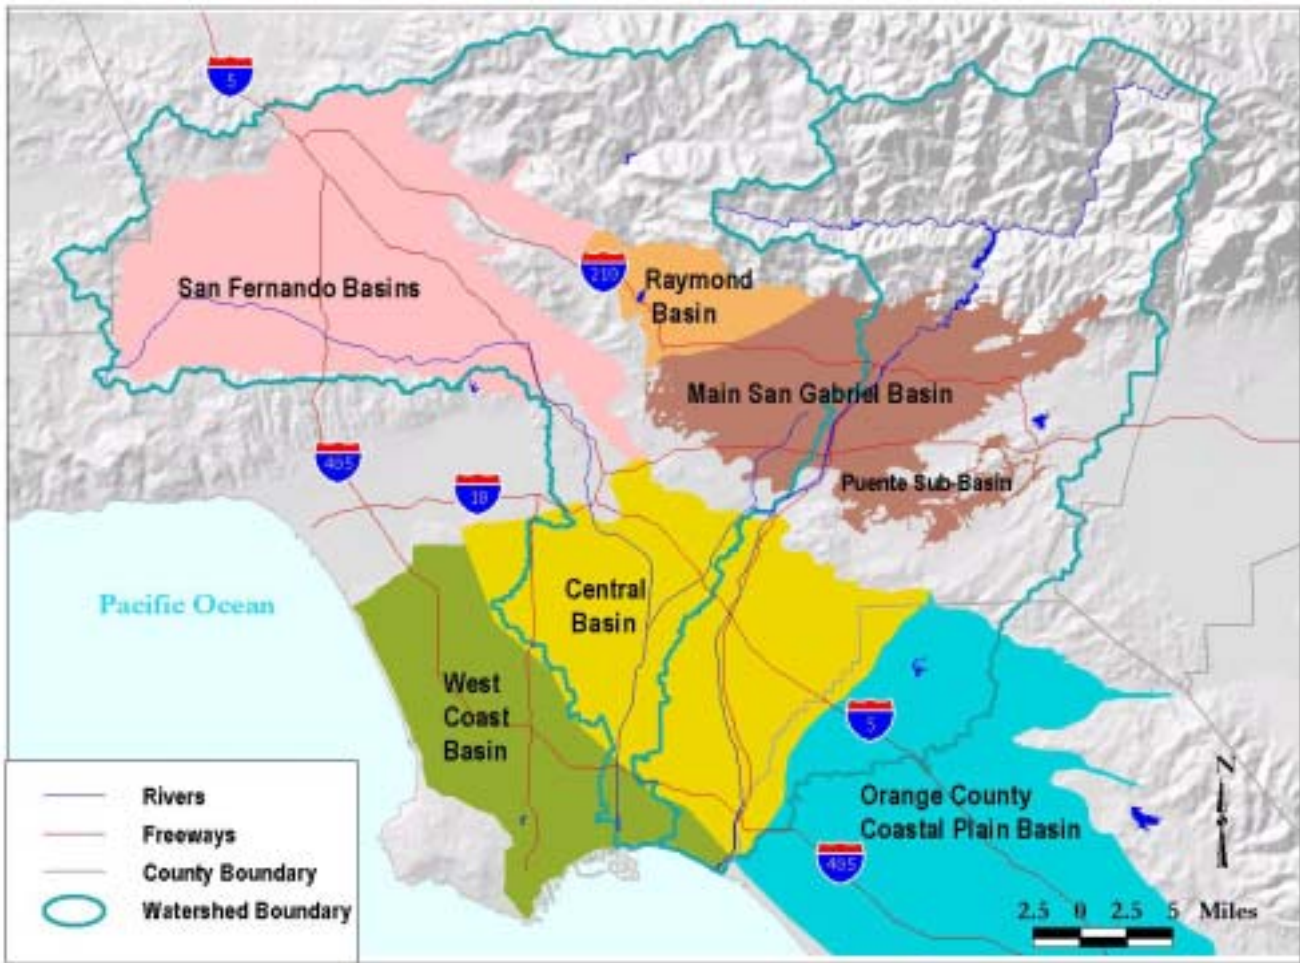 5
San Fernando Basins
210
Raymond
Basin
Main San Gabriel Basin
405
10
Puente Sub-Basin
Pacific Ocean
Central
Basin
West
Coast
Basin
5
Orange County
Coastal Plain Basin
405
N
Rivers
Freeways
County Boundary
Watershed Boundary
2.5 0 2.5 5 Miles